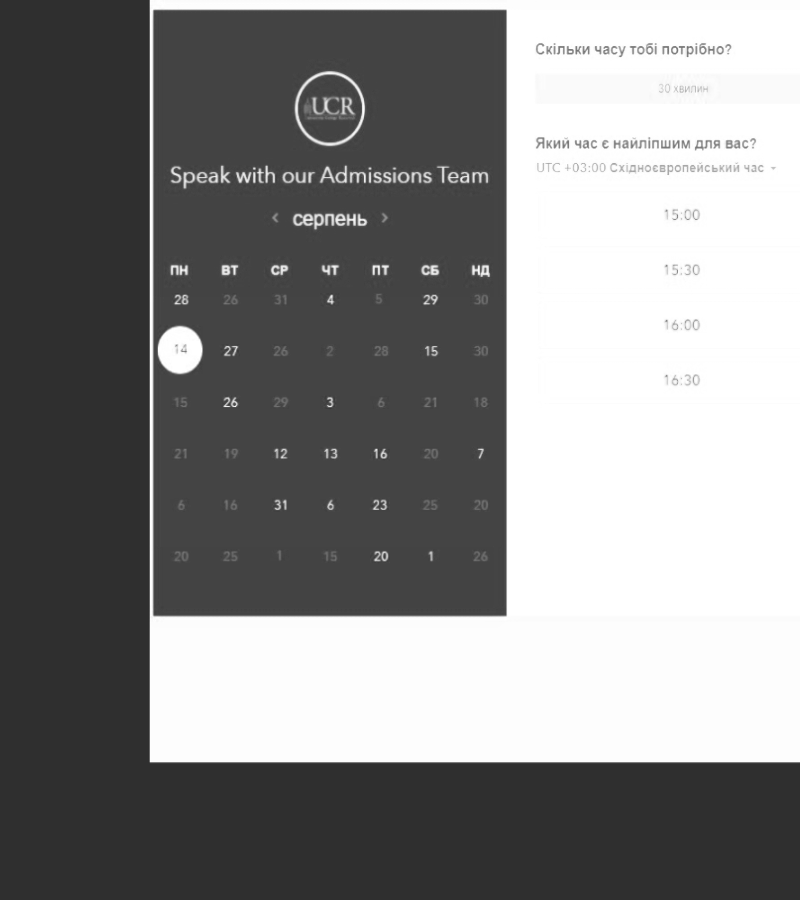 UCR
Speak with our Admissions Team
серпень
ПН ВТ СР ЧТ ПТ СБ НД
28 26 31 4 5 29 30
14 27 26 2 28 15 30
15 26 29 3 6 21 18
21 19 12 13 16 20 7
6 16 31 6 23 25 20
20 25 1 15 20 1 26
Скільки часу тобі потрібно?
30 хвилин
Який час є найліпшим для вас?
UTC +03:00 Східноєвропейський час
15:00
15:30
16:00
16:30